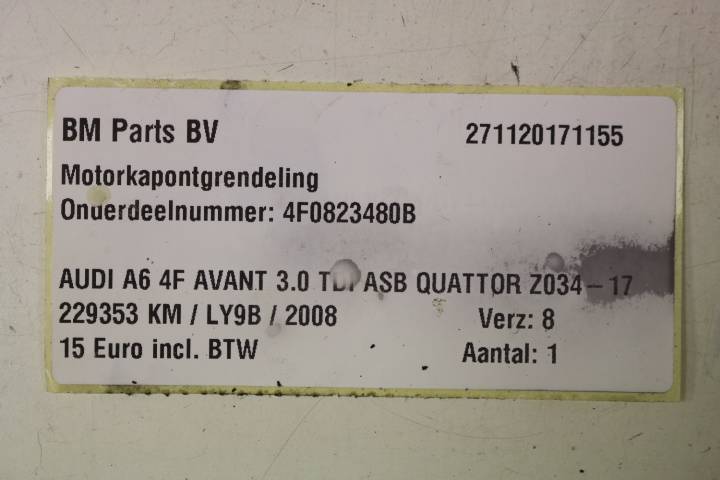 BM Parts BV 271120171155
Motorkapontgrendeling
Onderdeelnummer: 4F0823480B
AUDI A6 4F AVANT 3.0 TDI ASB QUATTOR Z034-17
229353 KM / LY9B / 2008 Verz: 8
15 Euro incl. BTW Aantal: 1